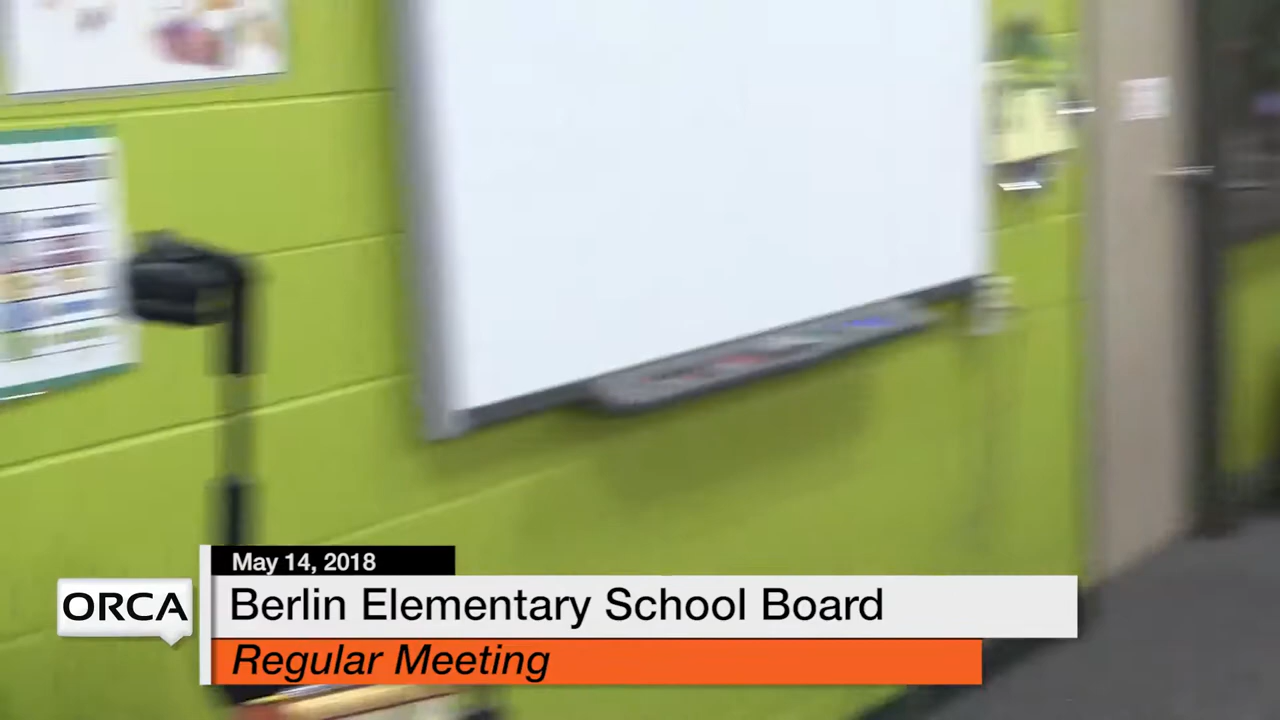 May 14, 2018
ORCA
Berlin Elementary School Board
Regular Meeting